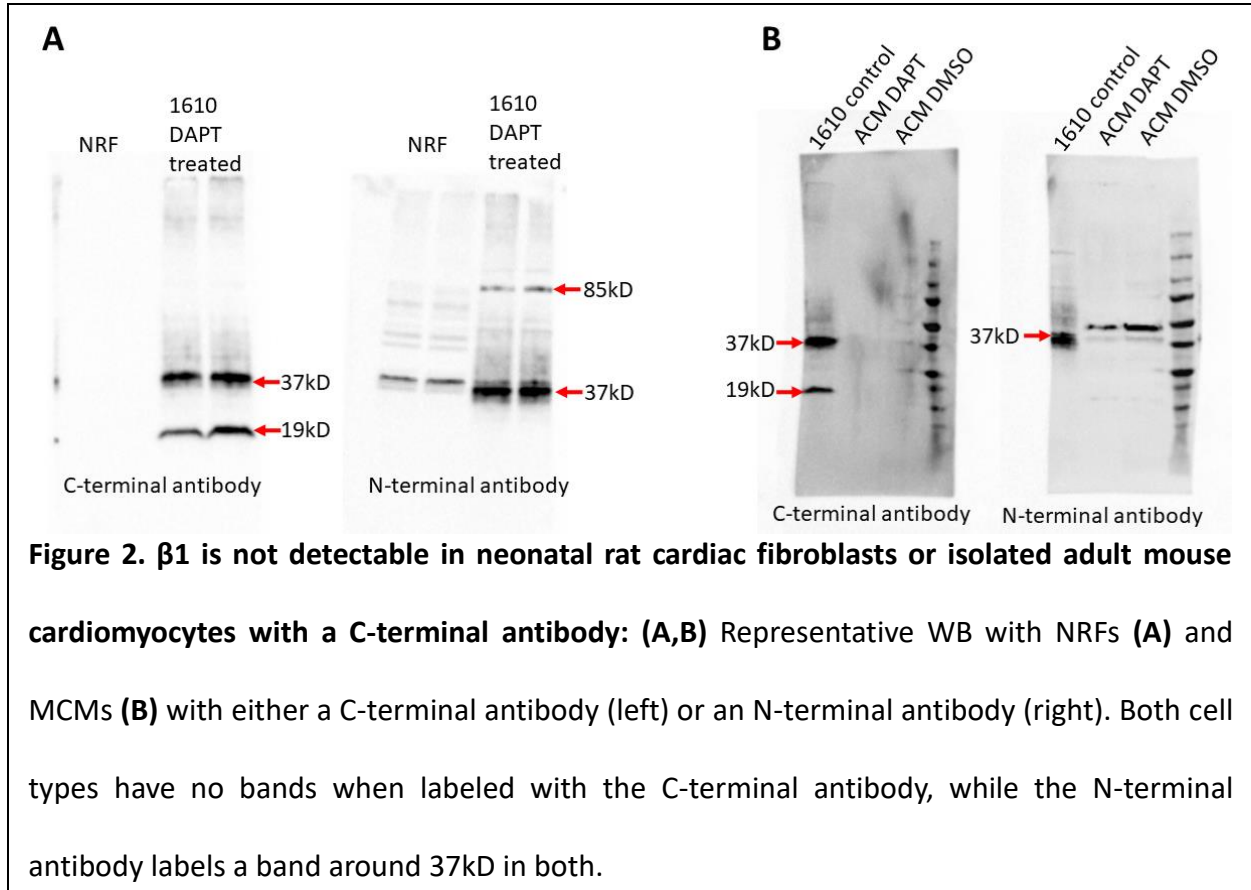 A
B
NRF
1610
DAPT
treated
NRF
1610
DAPT
treated
1610 control
ACM DAPT
ACM DMSO
1610 control
ACM DAPT
ACM DMSO
37kD
19kD
85kD
37kD
37kD
19kD
37kD
C-terminal antibody
N-terminal antibody
C-terminal antibody
N-terminal antibody
Figure 2. β1 is not detectable in neonatal rat cardiac fibroblasts or isolated adult mouse
cardiomyocytes with a C-terminal antibody: (A,B) Representative WB with NRFs (A) and
MCMs (B) with either a C-terminal antibody (left) or an N-terminal antibody (right). Both cell
types have no bands when labeled with the C-terminal antibody, while the N-terminal
antibody labels a band around 37kD in both.